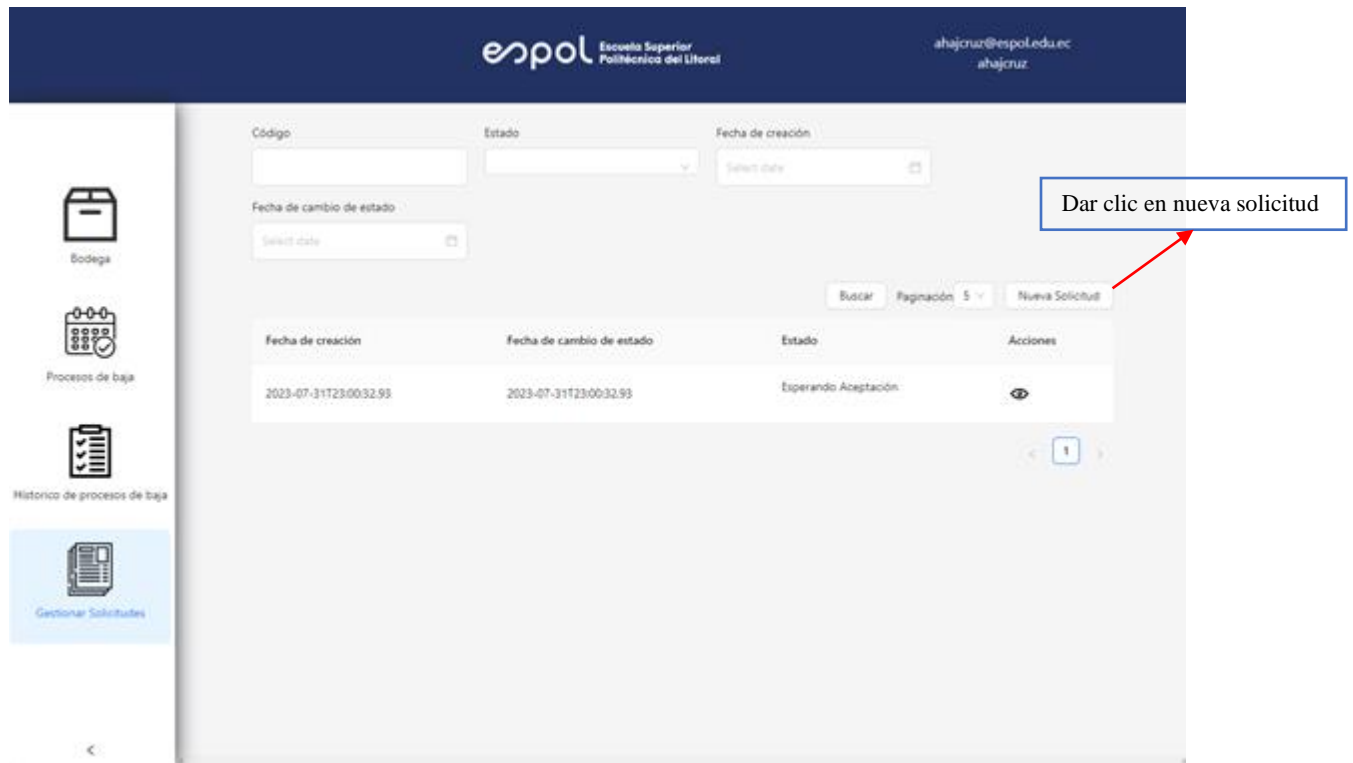 espol Escuela Superior
Politécnica del Litoral
ahajcruz@espol.edu.ec
ahajcruz
Código Estado Fecha de creación
Select date
Fecha de cambio de estado
Select date
Dar clic en nueva solicitud
Bodega
Buscar Paginación 5 Nueva Solicitud
Fecha de creación Fecha de cambio de estado Estado Acciones
2023-07-31T23:00:32.93 2023-07-31T23:00:32.93 Esperando Aceptación
Procesos de baja
1
Historico de procesos de baja
Gestionar Solicitudes